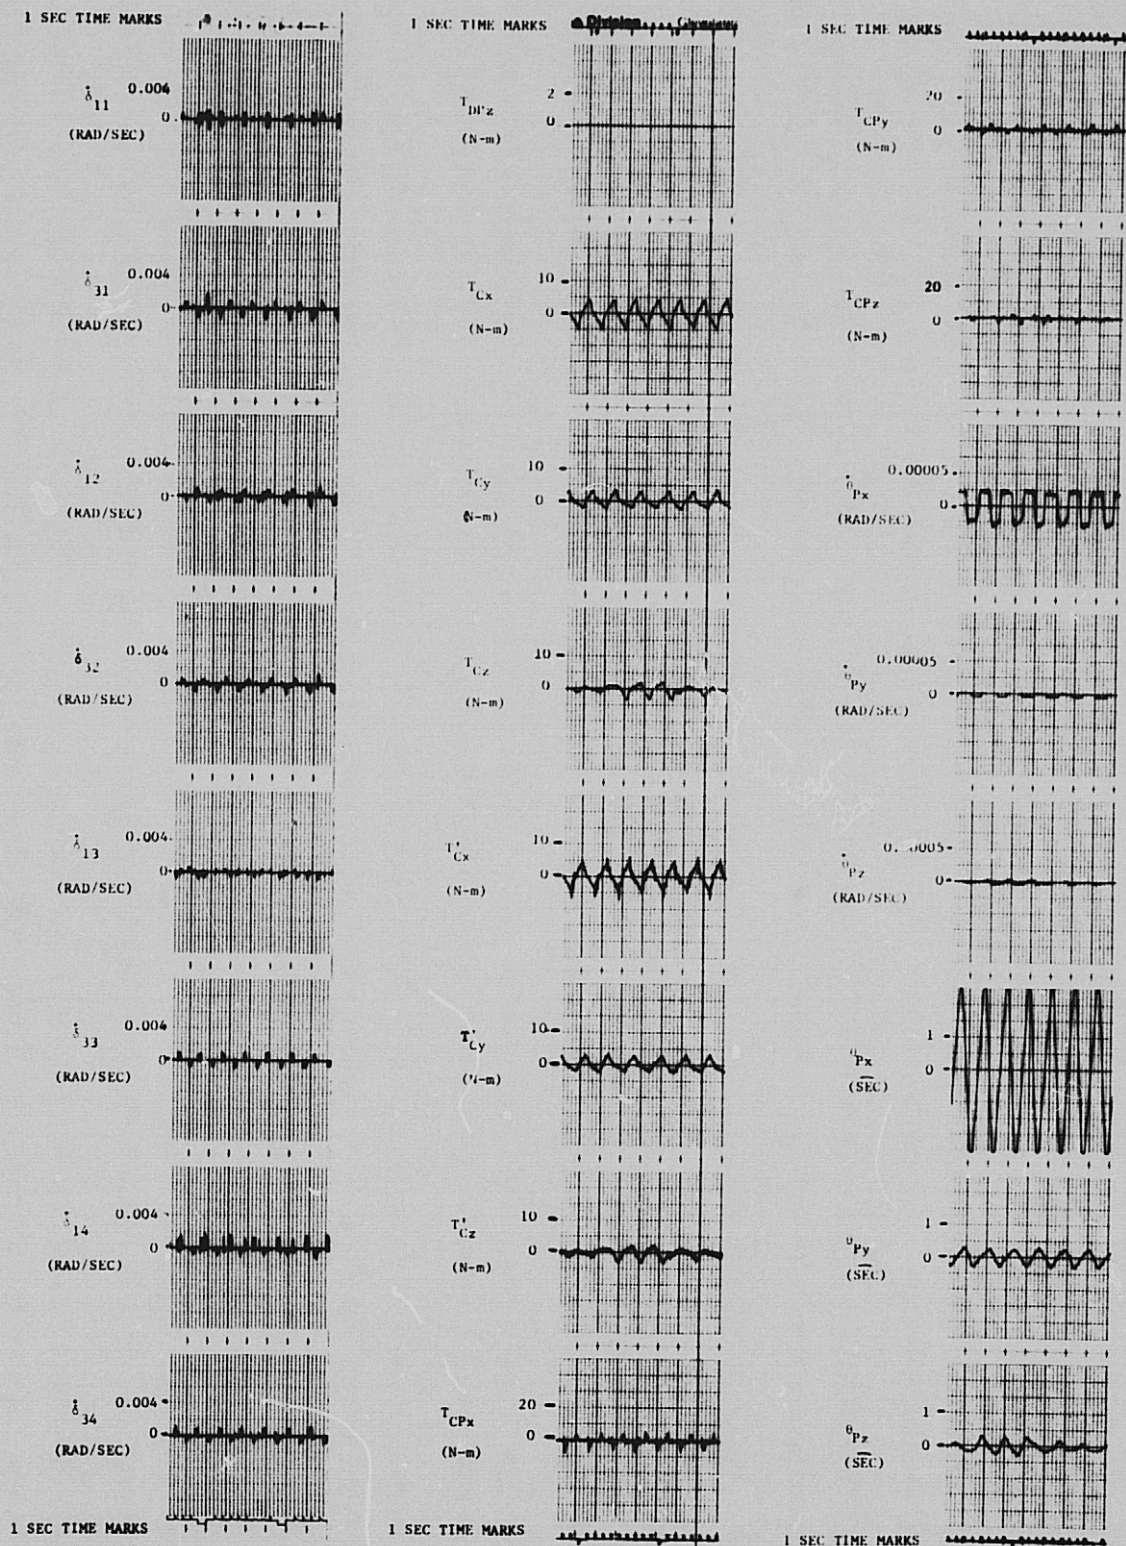 1 SEC TIME MARKS
δ̇11 0.004
0
(RAD/SEC)
δ̇31 0.004
0
(RAD/SEC)
δ̇12 0.004
0
(RAD/SEC)
δ̇32 0.004
0
(RAD/SEC)
δ̇13 0.004
0
(RAD/SEC)
δ̇33 0.004
0
(RAD/SEC)
δ̇14 0.004
0
(RAD/SEC)
δ̇34 0.004
0
(RAD/SEC)
1 SEC TIME MARKS
1 SEC TIME MARKS
Division
TDPz 2
0
(N-m)
TCx 10
0
(N-m)
TCy 10
0
(N-m)
TCz 10
0
(N-m)
T'Cx 10
0
(N-m)
T'Cy 10
0
(N-m)
T'Cz 10
0
(N-m)
TCPx 20
0
(N-m)
1 SEC TIME MARKS
1 SEC TIME MARKS
TCPy 20
0
(N-m)
TCPz 20
0
(N-m)
θ̇Px 0.00005
0
(RAD/SEC)
θ̇Py 0.00005
0
(RAD/SEC)
θ̇Pz 0.00005
0
(RAD/SEC)
θPx 1
0
(SEC)
θPy 1
0
(SEC)
θPz 1
0
(SEC)
1 SEC TIME MARKS